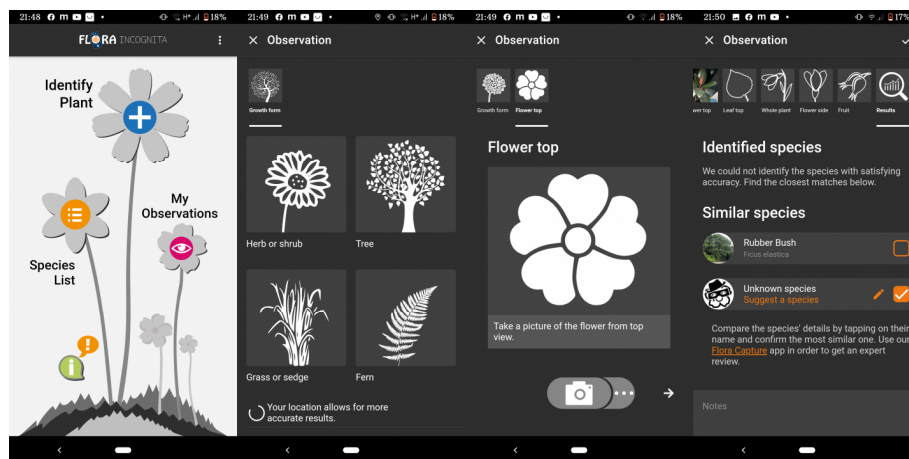 21:48
H+
18%
FLORA INCOGNITA
Identify
Plant
My
Observations
Species
List
21:49
H+
18%
Observation
Growth form
Herb or shrub
Tree
Grass or sedge
Fern
Your location allows for more
accurate results.
21:49
18%
Observation
Growth form
Flower top
Flower top
Take a picture of the flower from top
view.
21:50
17%
Observation
wer top
Leaf top
Whole plant
Flower side
Fruit
Results
Identified species
We could not identify the species with satisfying
accuracy. Find the closest matches below.
Similar species
Rubber Bush
Ficus elastica
Unknown species
Suggest a species
Compare the species' details by tapping on their
name and confirm the most similar one. Use our
Flora Capture app in order to get an expert
review.
Notes